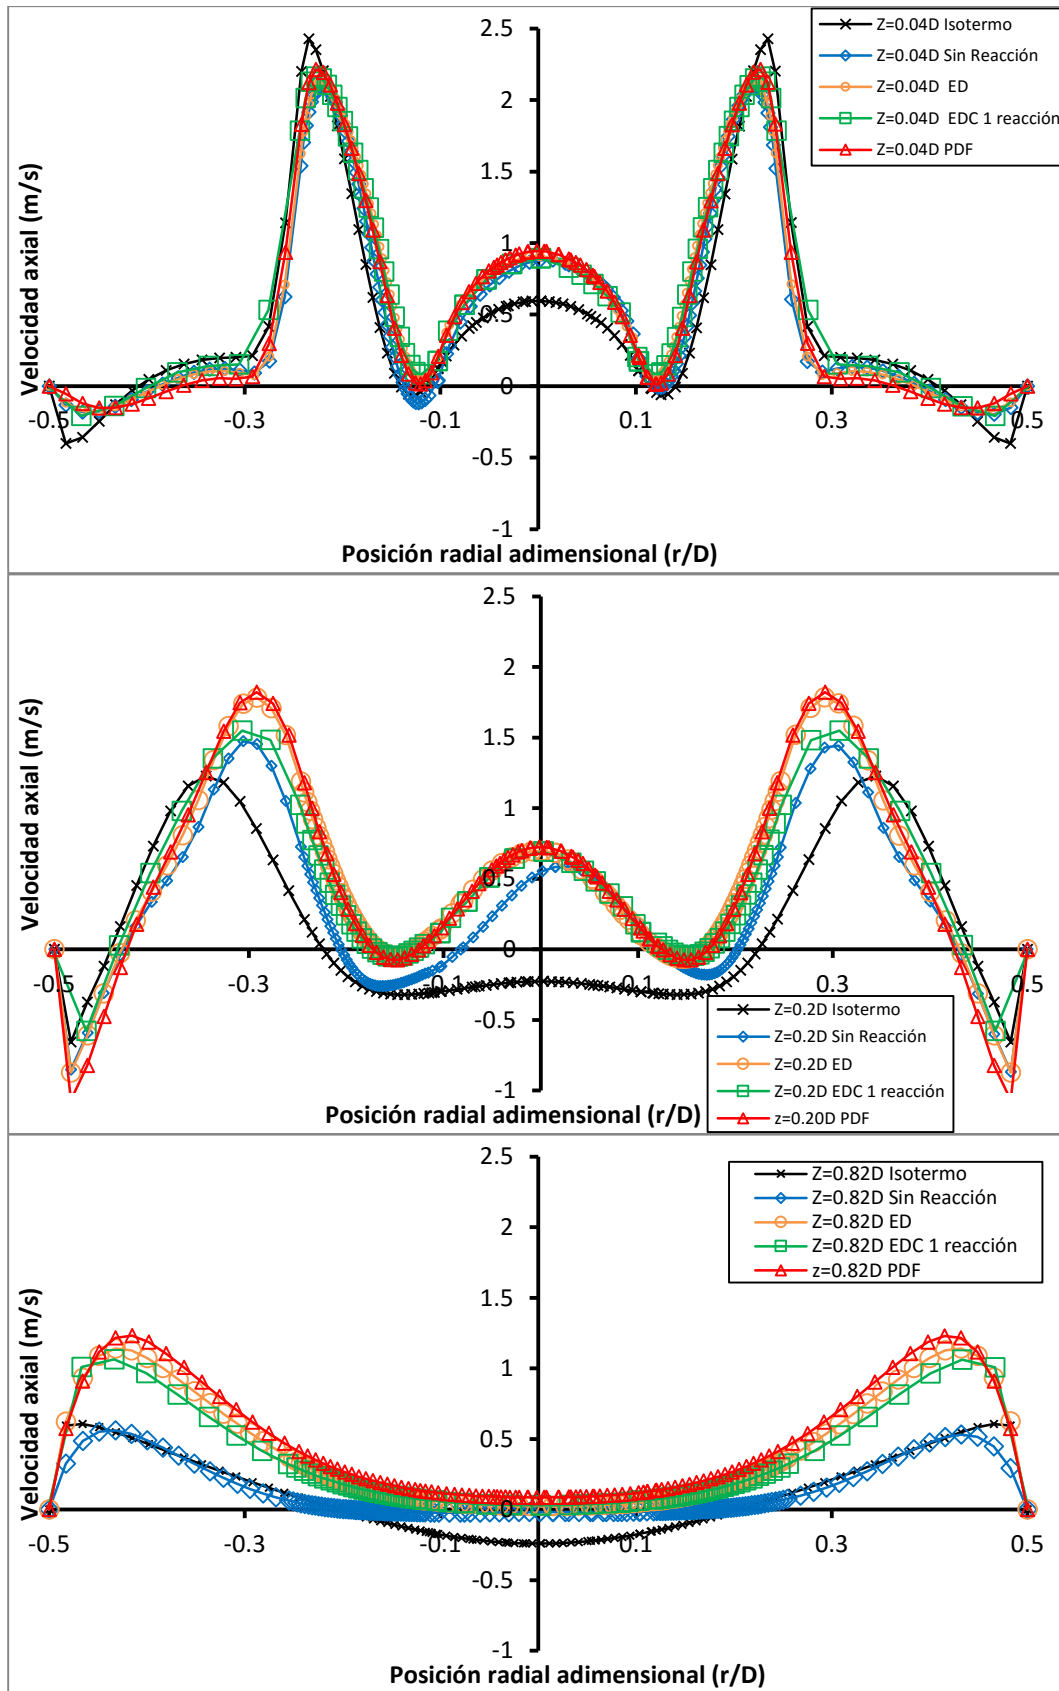 2.5
2
1.5
1
0.5
0
-0.5
-1
-0.5
-0.3
-0.1
0.1
0.3
0.5
Velocidad axial (m/s)
Posición radial adimensional (r/D)
Z=0.04D Isotermo
Z=0.04D Sin Reacción
Z=0.04D ED
Z=0.04D EDC 1 reacción
Z=0.04D PDF
2.5
2
1.5
1
0.5
0
-0.5
-1
-0.5
-0.3
-0.1
0.1
0.3
0.5
Velocidad axial (m/s)
Posición radial adimensional (r/D)
Z=0.2D Isotermo
Z=0.2D Sin Reacción
Z=0.2D ED
Z=0.2D EDC 1 reacción
z=0.20D PDF
2.5
2
1.5
1
0.5
0
-0.5
-1
-0.5
-0.3
-0.1
0.1
0.3
0.5
Velocidad axial (m/s)
Posición radial adimensional (r/D)
Z=0.82D Isotermo
Z=0.82D Sin Reacción
Z=0.82D ED
Z=0.82D EDC 1 reacción
z=0.82D PDF